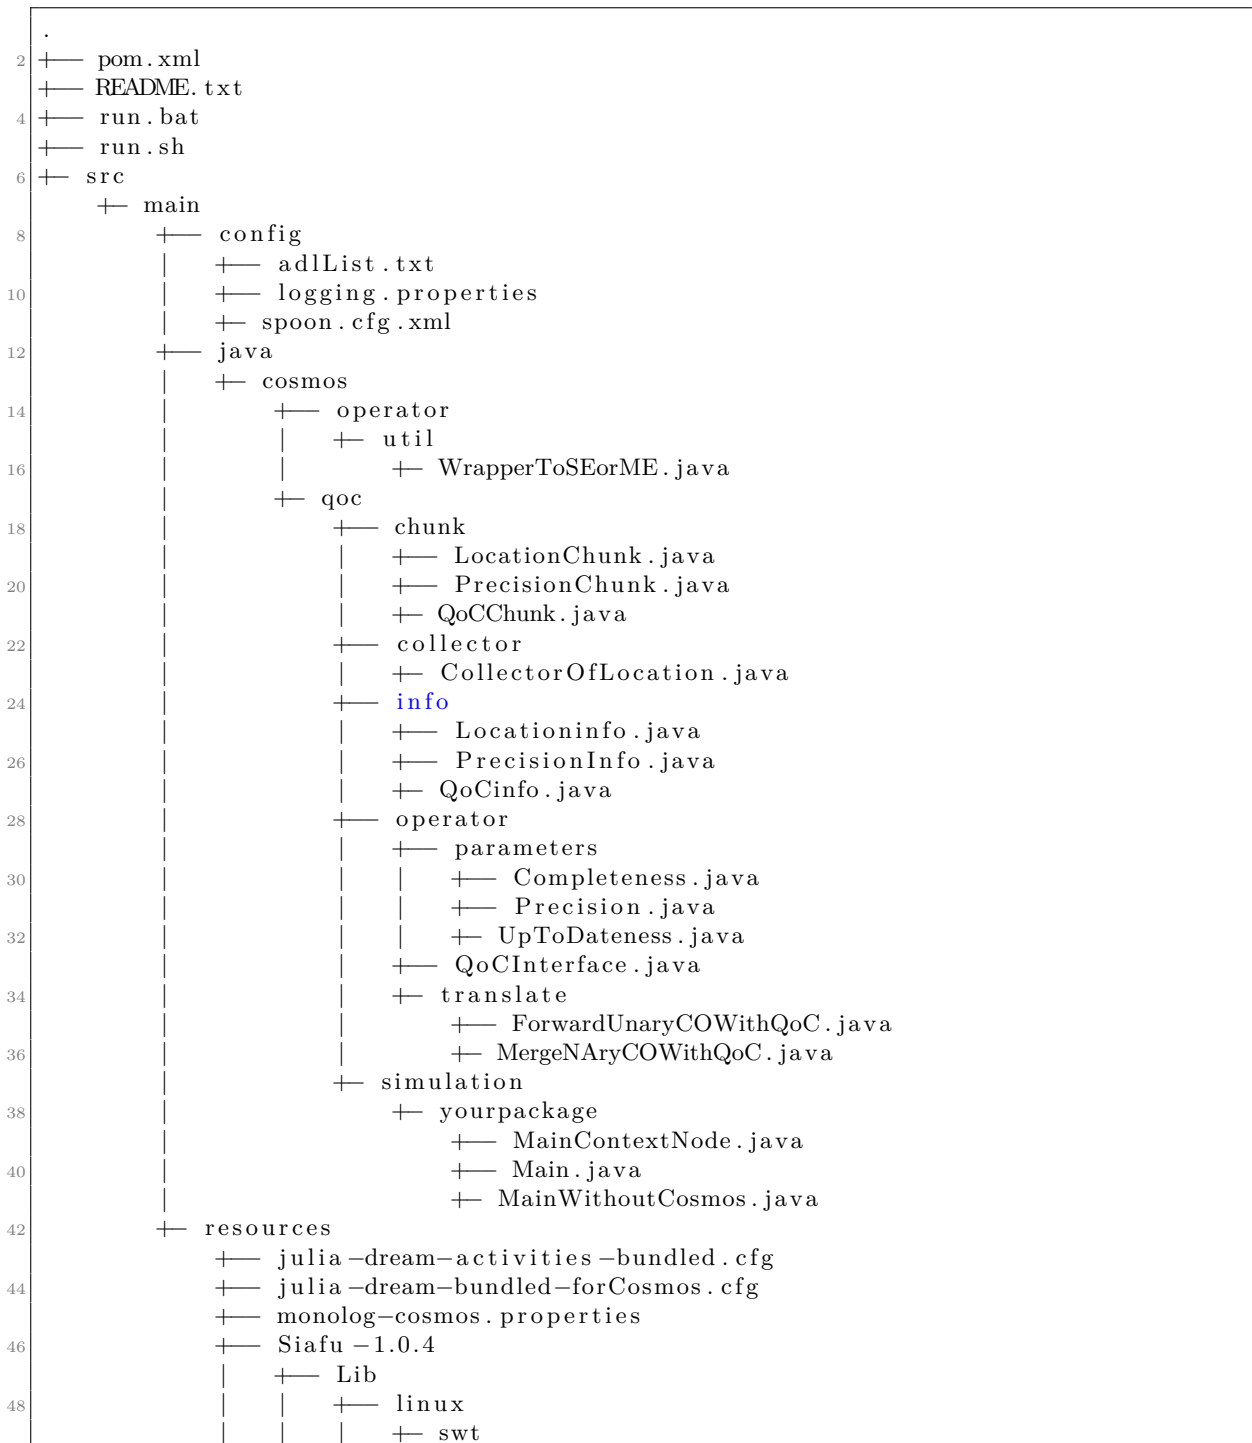 .
2 +── pom.xml
+── README.txt
4 +── run.bat
+── run.sh
6 +─ src
    +─ main
8         +── config
        |   +── adlList.txt
10         |   +── logging.properties
        |   +─ spoon.cfg.xml
12         +── java
        |   +─ cosmos
14         |       +── operator
        |       |   +─ util
16         |       |       +─ WrapperToSEorME.java
        |       +─ qoc
18         |           +── chunk
        |           |   +── LocationChunk.java
20         |           |   +── PrecisionChunk.java
        |           |   +─ QoCChunk.java
22         |           +── collector
        |           |   +─ CollectorOfLocation.java
24         |           +── info
        |           |   +── Locationinfo.java
26         |           |   +── PrecisionInfo.java
        |           |   +─ QoCinfo.java
28         |           +── operator
        |           |   +── parameters
30         |           |   |   +── Completeness.java
        |           |   |   +── Precision.java
32         |           |   |   +─ UpToDateness.java
        |           |   +── QoCInterface.java
34         |           |   +─ translate
        |           |       +── ForwardUnaryCOWithQoC.java
36         |           |       +─ MergeNAryCOWithQoC.java
        |           +─ simulation
38         |               +─ yourpackage
        |                   +── MainContextNode.java
40         |                   +── Main.java
        |                   +─ MainWithoutCosmos.java
42         +─ resources
            +── julia−dream−activities−bundled.cfg
44             +── julia−dream−bundled−forCosmos.cfg
            +── monolog−cosmos.properties
46             +── Siafu−1.0.4
            |   +── Lib
48             |   |   +── linux
            |   |   |   +─ swt